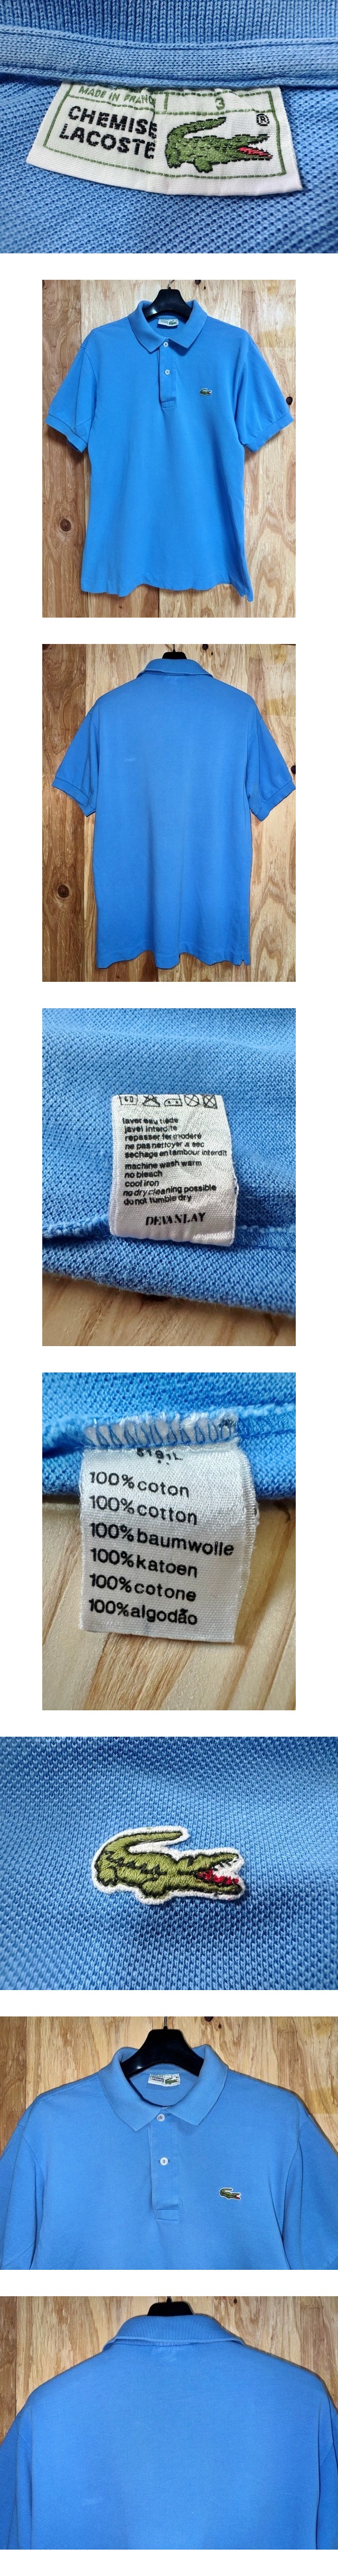 MADE IN FRANCE 3
CHEMISE
LACOSTE
®
40
laver eau tiède
javel interdite
repasser fer modéré
ne pas nettoyer à sec
sechage en tambour interdit
machine wash warm
no bleach
cool iron
no dry cleaning possible
do not tumble dry
DEVANLAY
100% coton
100% cotton
100% baumwolle
100% katoen
100% cotone
100% algodão